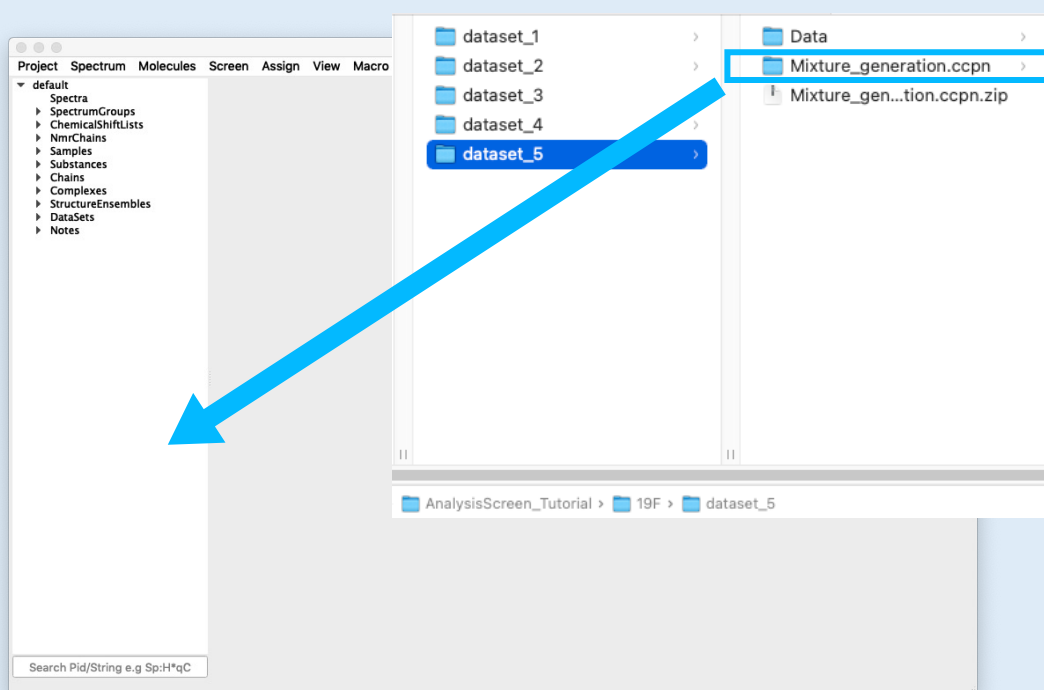 Project Spectrum Molecules Screen Assign View Macro
default
Spectra
SpectrumGroups
ChemicalShiftLists
NmrChains
Samples
Substances
Chains
Complexes
StructureEnsembles
DataSets
Notes
Search Pid/String e.g Sp:H*qC
dataset_1
dataset_2
dataset_3
dataset_4
dataset_5
Data
Mixture_generation.ccpn
Mixture_gen...tion.ccpn.zip
AnalysisScreen_Tutorial › 19F › dataset_5